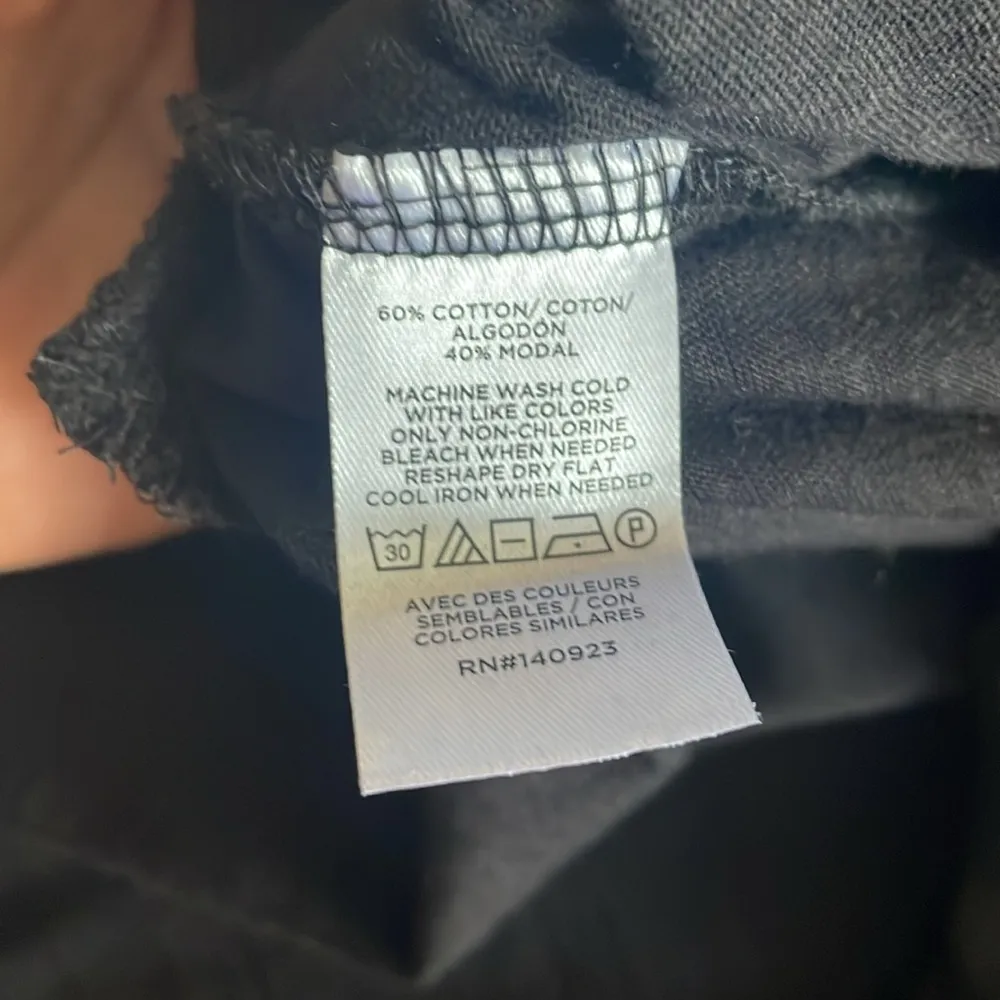 60% COTTON/ COTON/
ALGODÓN
40% MODAL
MACHINE WASH COLD
WITH LIKE COLORS
ONLY NON-CHLORINE
BLEACH WHEN NEEDED
RESHAPE DRY FLAT
COOL IRON WHEN NEEDED
30 P
AVEC DES COULEURS
SEMBLABLES / CON
COLORES SIMILARES
RN#140923